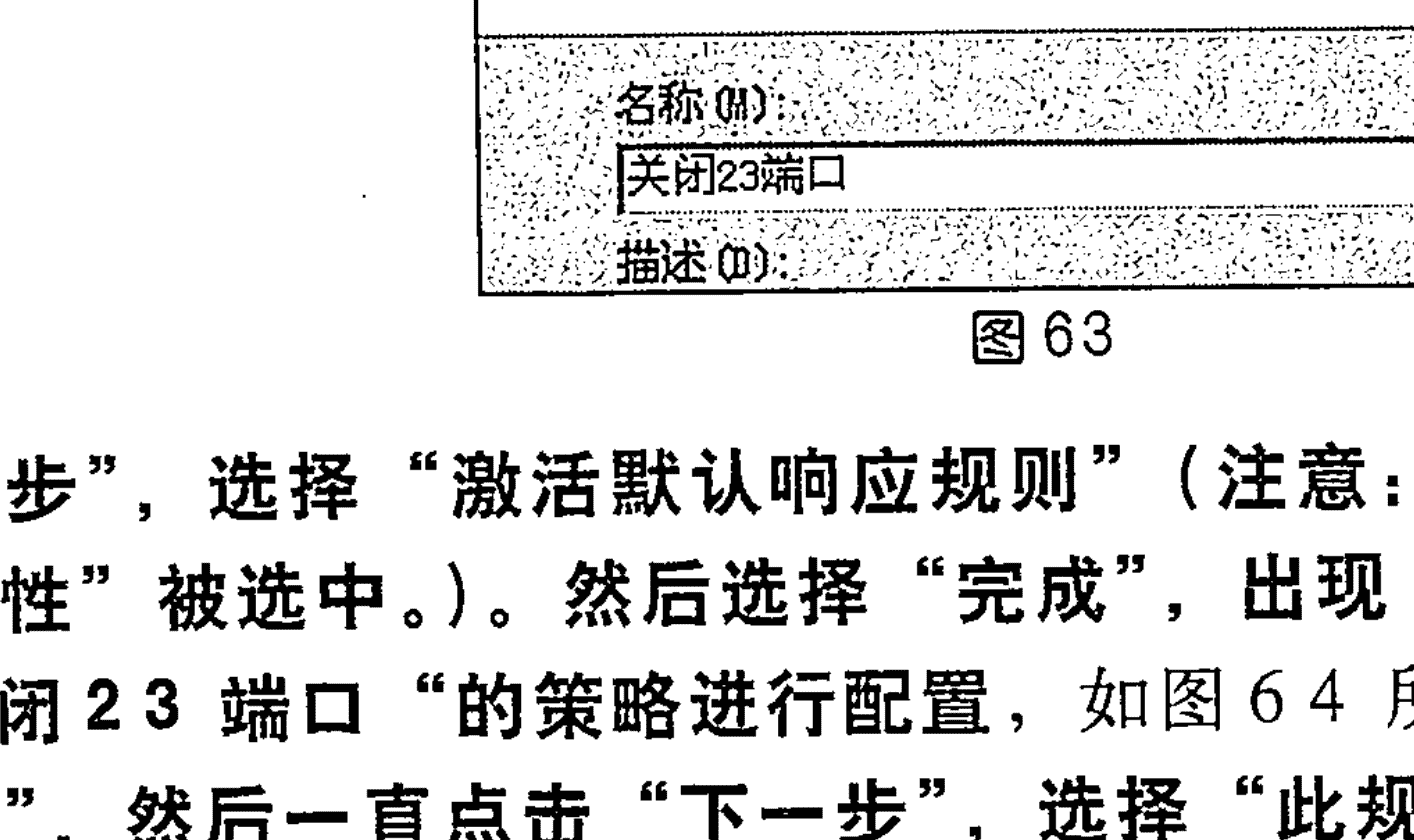 名称(M):
关闭23端口
描述(D):
图 63
步”，选择“激活默认响应规则”（注意：
性”被选中。）。然后选择“完成”，出现
闭 2 3 端口“的策略进行配置，如图 6 4 所
”，然后一直点击“下一步”，选择“此规